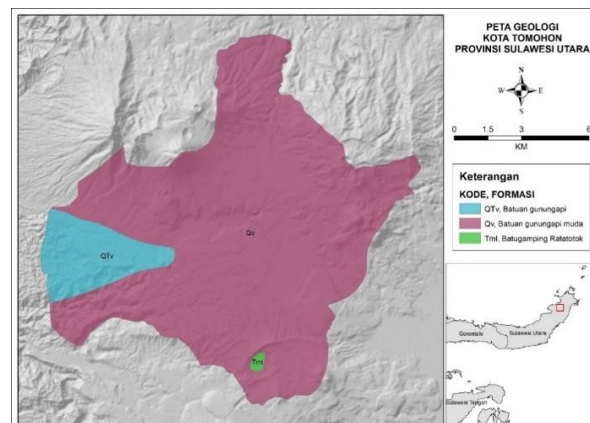 PETA GEOLOGI
KOTA TOMOHON
PROVINSI SULAWESI UTARA
N
W E
S
0 1.5 3 6
KM
Keterangan
KODE, FORMASI
QTv, Batuan gunungapi
Qv, Batuan gunungapi muda
Tml, Batugamping Ratatotok
Qv
QTv
Tml
Gorontalo
Sulawesi Utara
Sulawesi Tengah